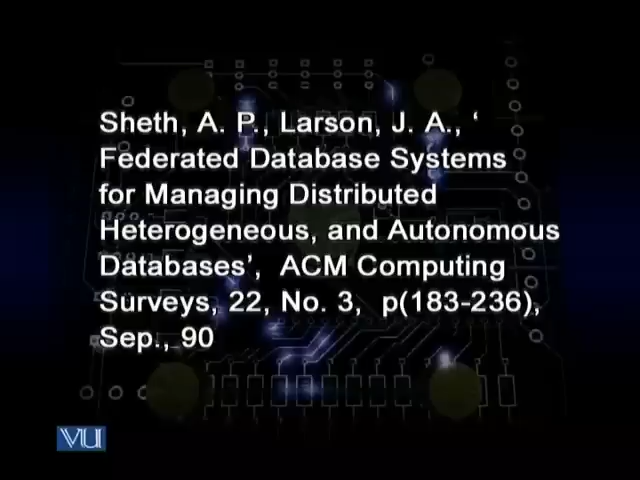 Sheth, A. P., Larson, J. A., ‘
Federated Database Systems
for Managing Distributed
Heterogeneous, and Autonomous
Databases’,  ACM Computing
Surveys, 22, No. 3,  p(183-236),
Sep., 90
VU